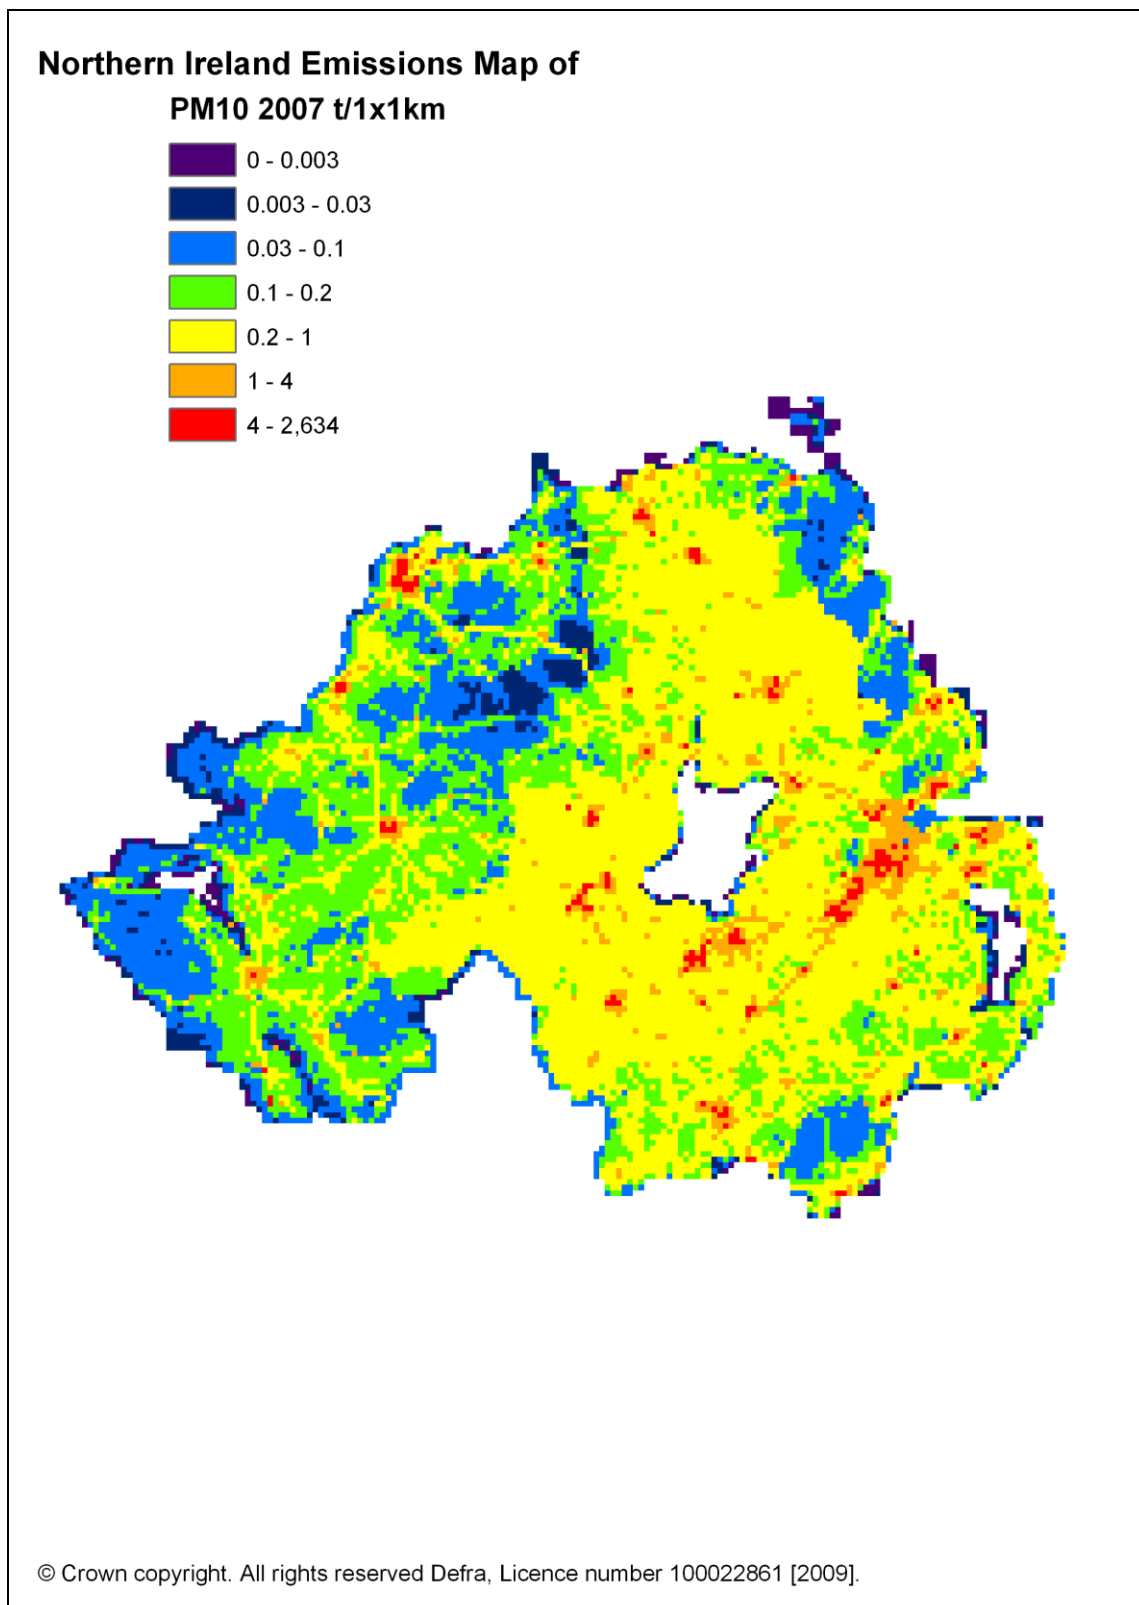 Northern Ireland Emissions Map of
PM10 2007 t/1x1km
0 - 0.003
0.003 - 0.03
0.03 - 0.1
0.1 - 0.2
0.2 - 1
1 - 4
4 - 2,634
© Crown copyright. All rights reserved Defra, Licence number 100022861 [2009].